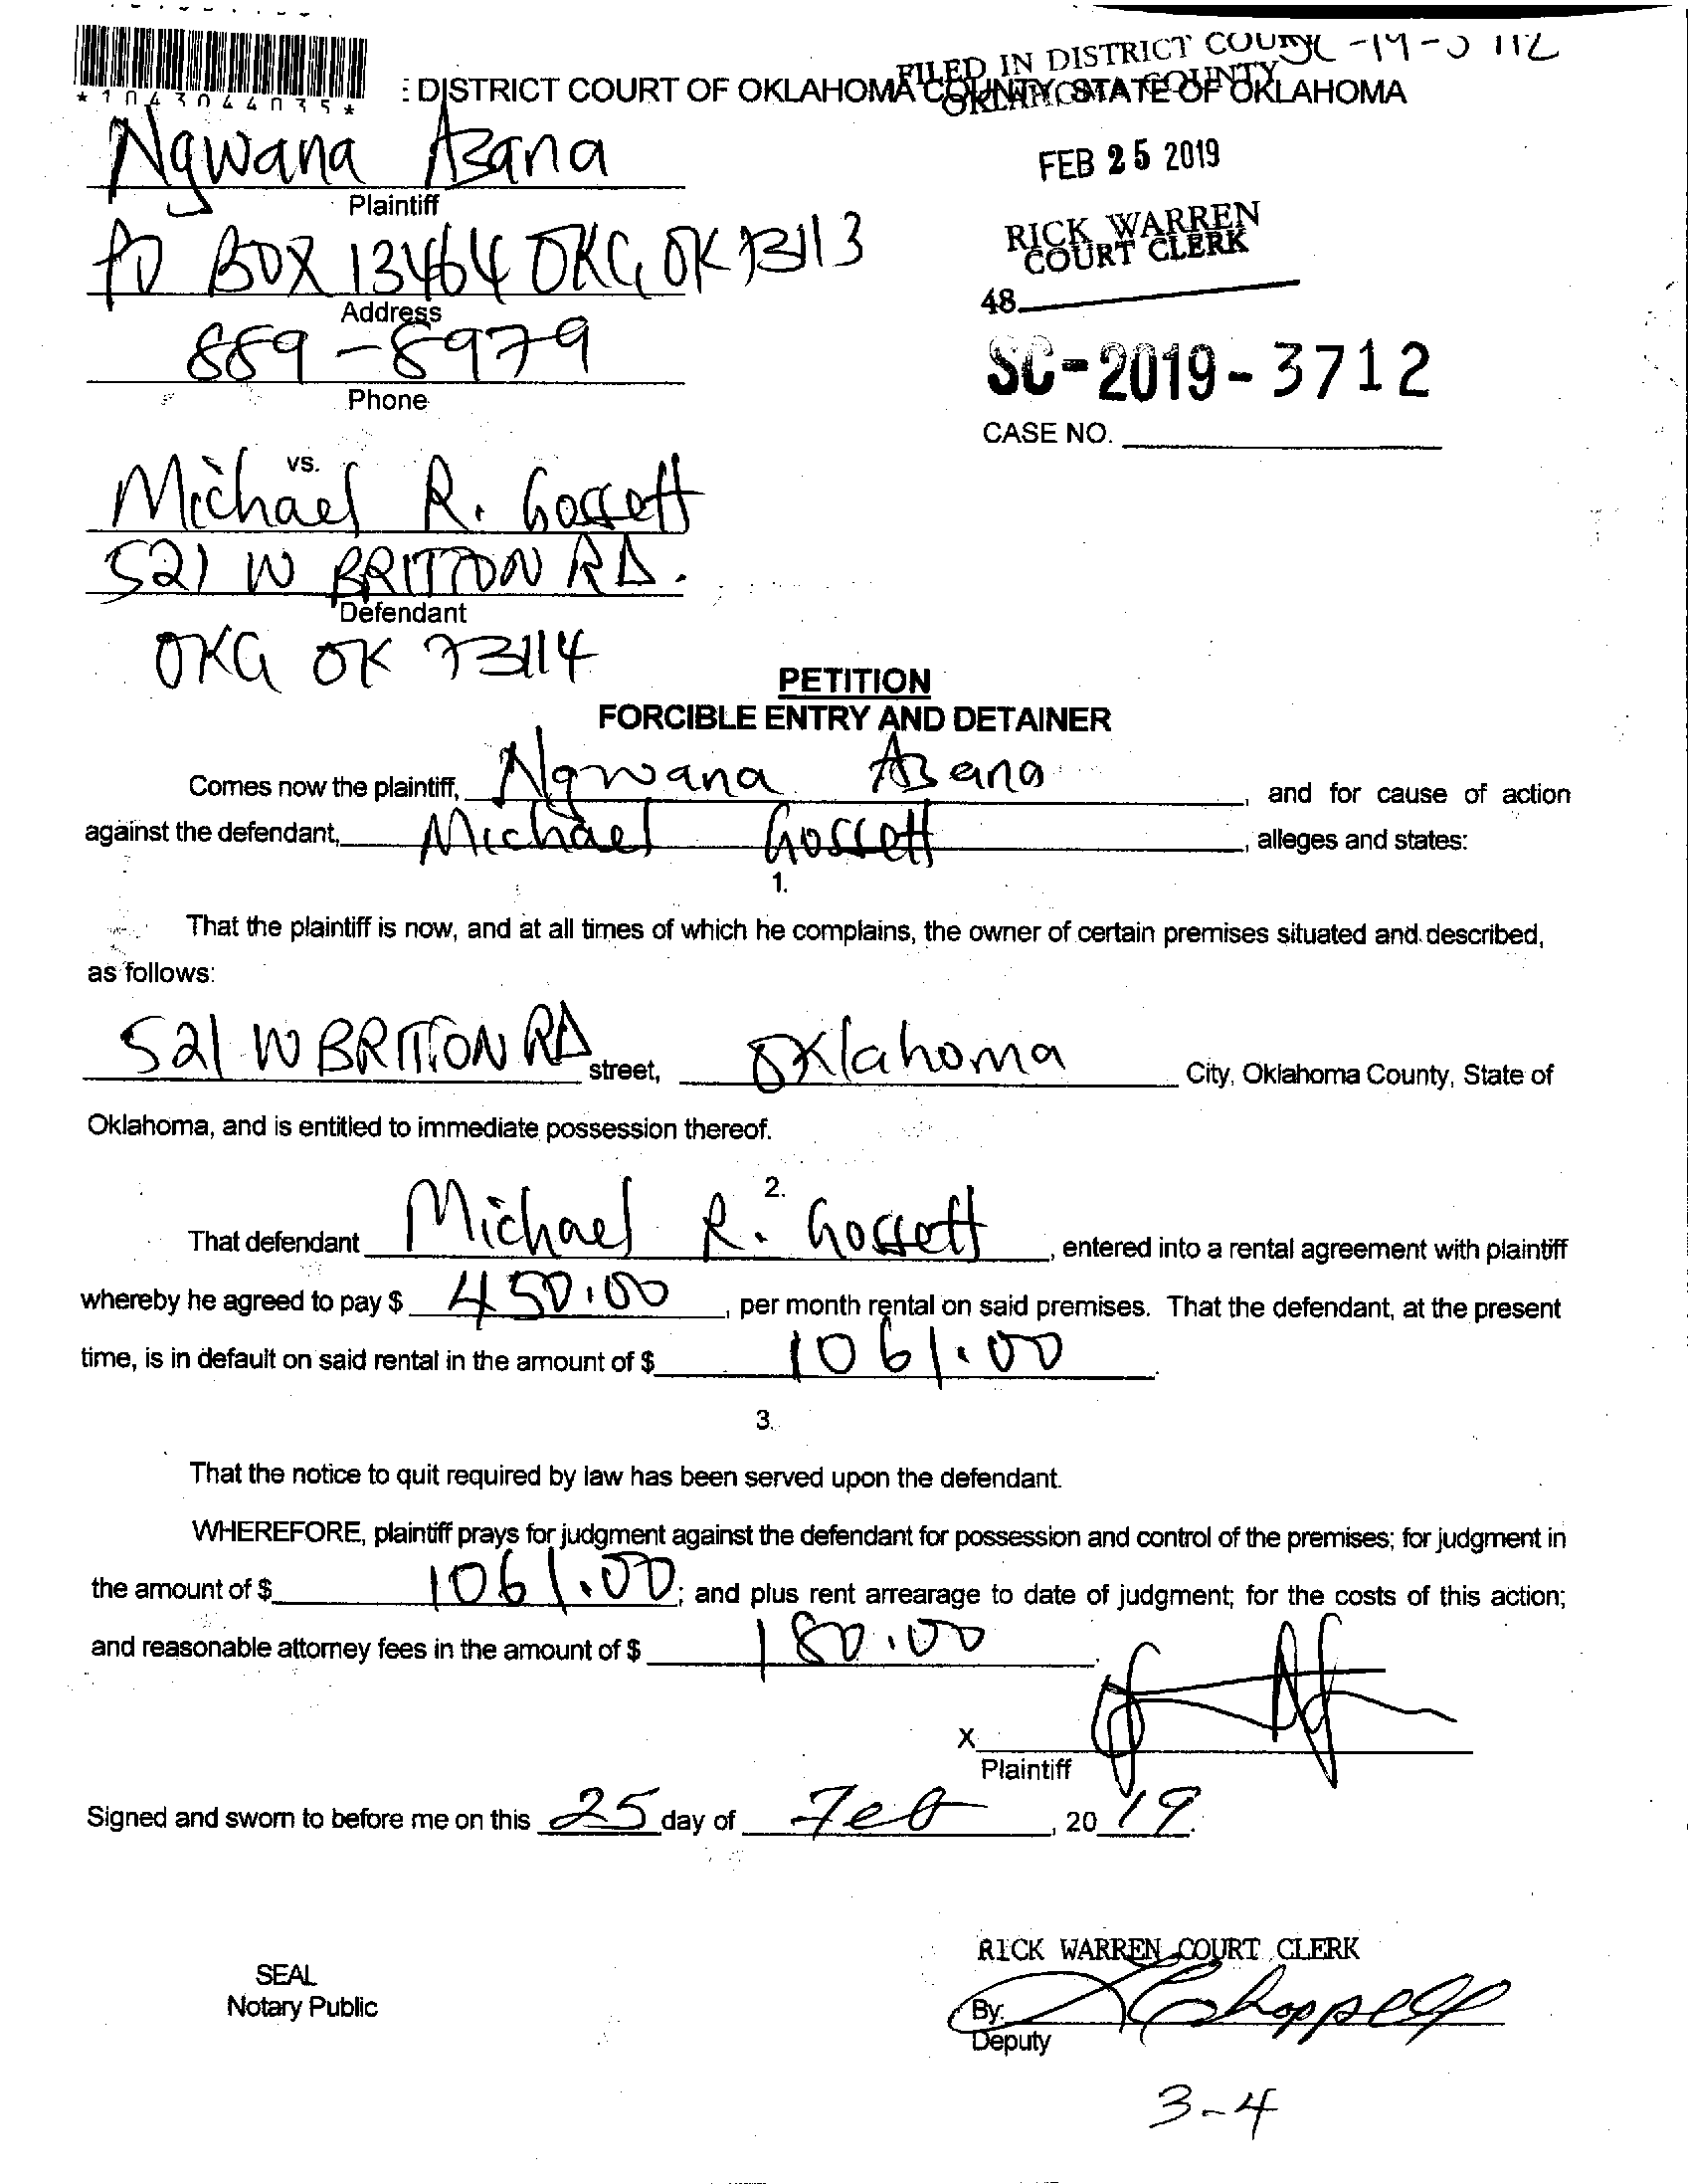 FILED IN DISTRICT COURT
OKLAHOMA COUNTY
*1043044035*
DISTRICT COURT OF OKLAHOMA COUNTY, STATE OF OKLAHOMA
Ngwana Abana
Plaintiff
FEB 25 2019
PO BOX 13464 OKC, OK 73113
Address
RICK WARREN
COURT CLERK
48
889-8979
Phone
SC-2019-3712
CASE NO.
vs.
Michael R. Gossett
521 W BRITTON RD.
Defendant
OKC OK 73114
PETITION
FORCIBLE ENTRY AND DETAINER
Comes now the plaintiff, Ngwana Abana, and for cause of action
against the defendant, Michael Gossett, alleges and states:
1.
That the plaintiff is now, and at all times of which he complains, the owner of certain premises situated and described,
as follows:
521 W BRITTON RD street, Oklahoma City, Oklahoma County, State of
Oklahoma, and is entitled to immediate possession thereof.
2.
That defendant Michael R. Gossett, entered into a rental agreement with plaintiff
whereby he agreed to pay $ 450.00, per month rental on said premises. That the defendant, at the present
time, is in default on said rental in the amount of $ 1061.00.
3.
That the notice to quit required by law has been served upon the defendant.
WHEREFORE, plaintiff prays for judgment against the defendant for possession and control of the premises; for judgment in
the amount of $ 1061.00; and plus rent arrearage to date of judgment; for the costs of this action;
and reasonable attorney fees in the amount of $ 180.00.
X
Plaintiff
Signed and sworn to before me on this 25 day of Feb, 2019.
SEAL
Notary Public
RICK WARREN COURT CLERK
By:
Deputy
3-4